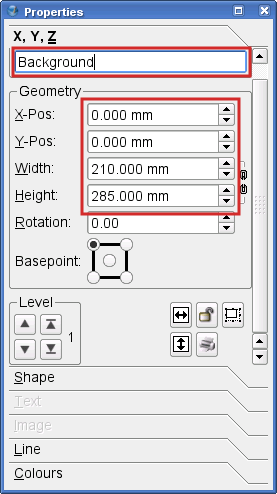 Properties
X, Y, Z
Background
Geometry
X-Pos: 0.000 mm
Y-Pos: 0.000 mm
Width: 210.000 mm
Height: 285.000 mm
Rotation: 0.00
Basepoint:
Level
1
Shape
Text
Image
Line
Colours